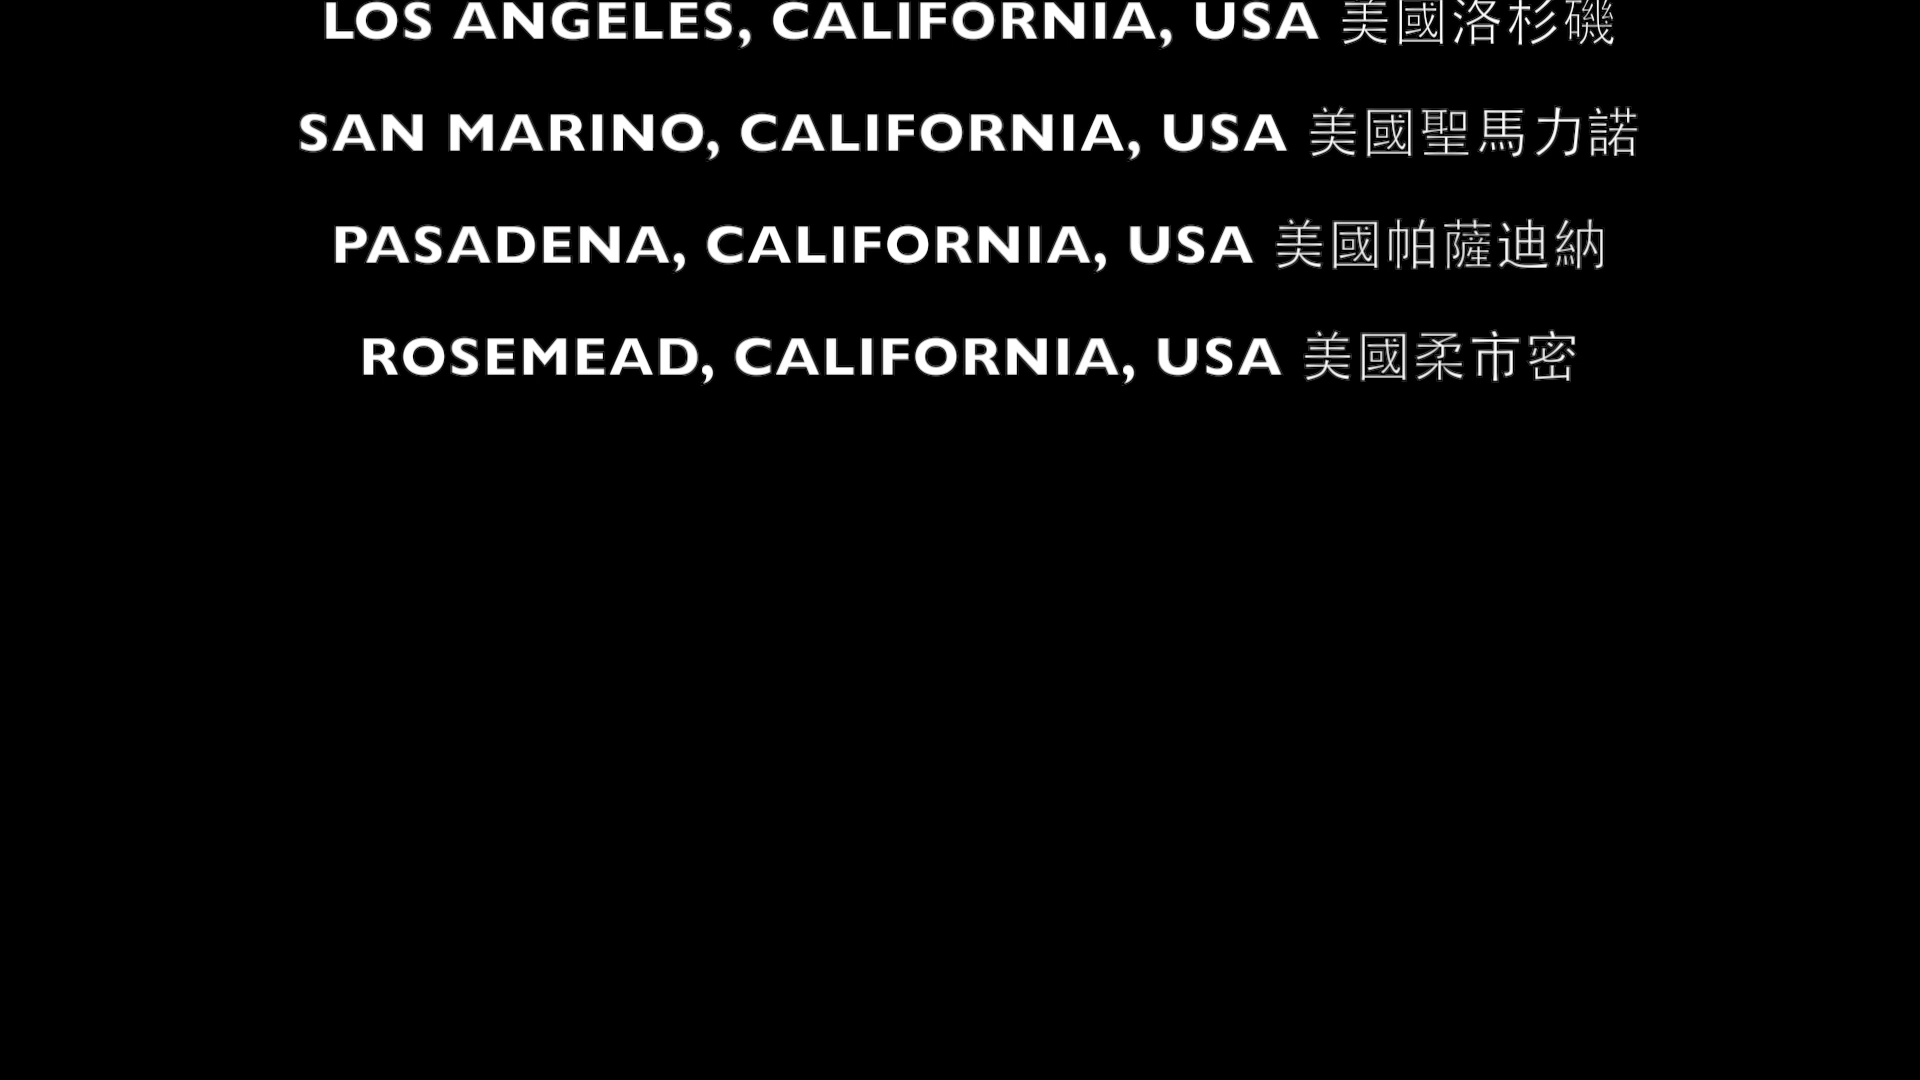 LOS ANGELES, CALIFORNIA, USA 美國洛杉磯
SAN MARINO, CALIFORNIA, USA 美國聖馬力諾
PASADENA, CALIFORNIA, USA 美國帕薩迪納
ROSEMEAD, CALIFORNIA, USA 美國柔市密